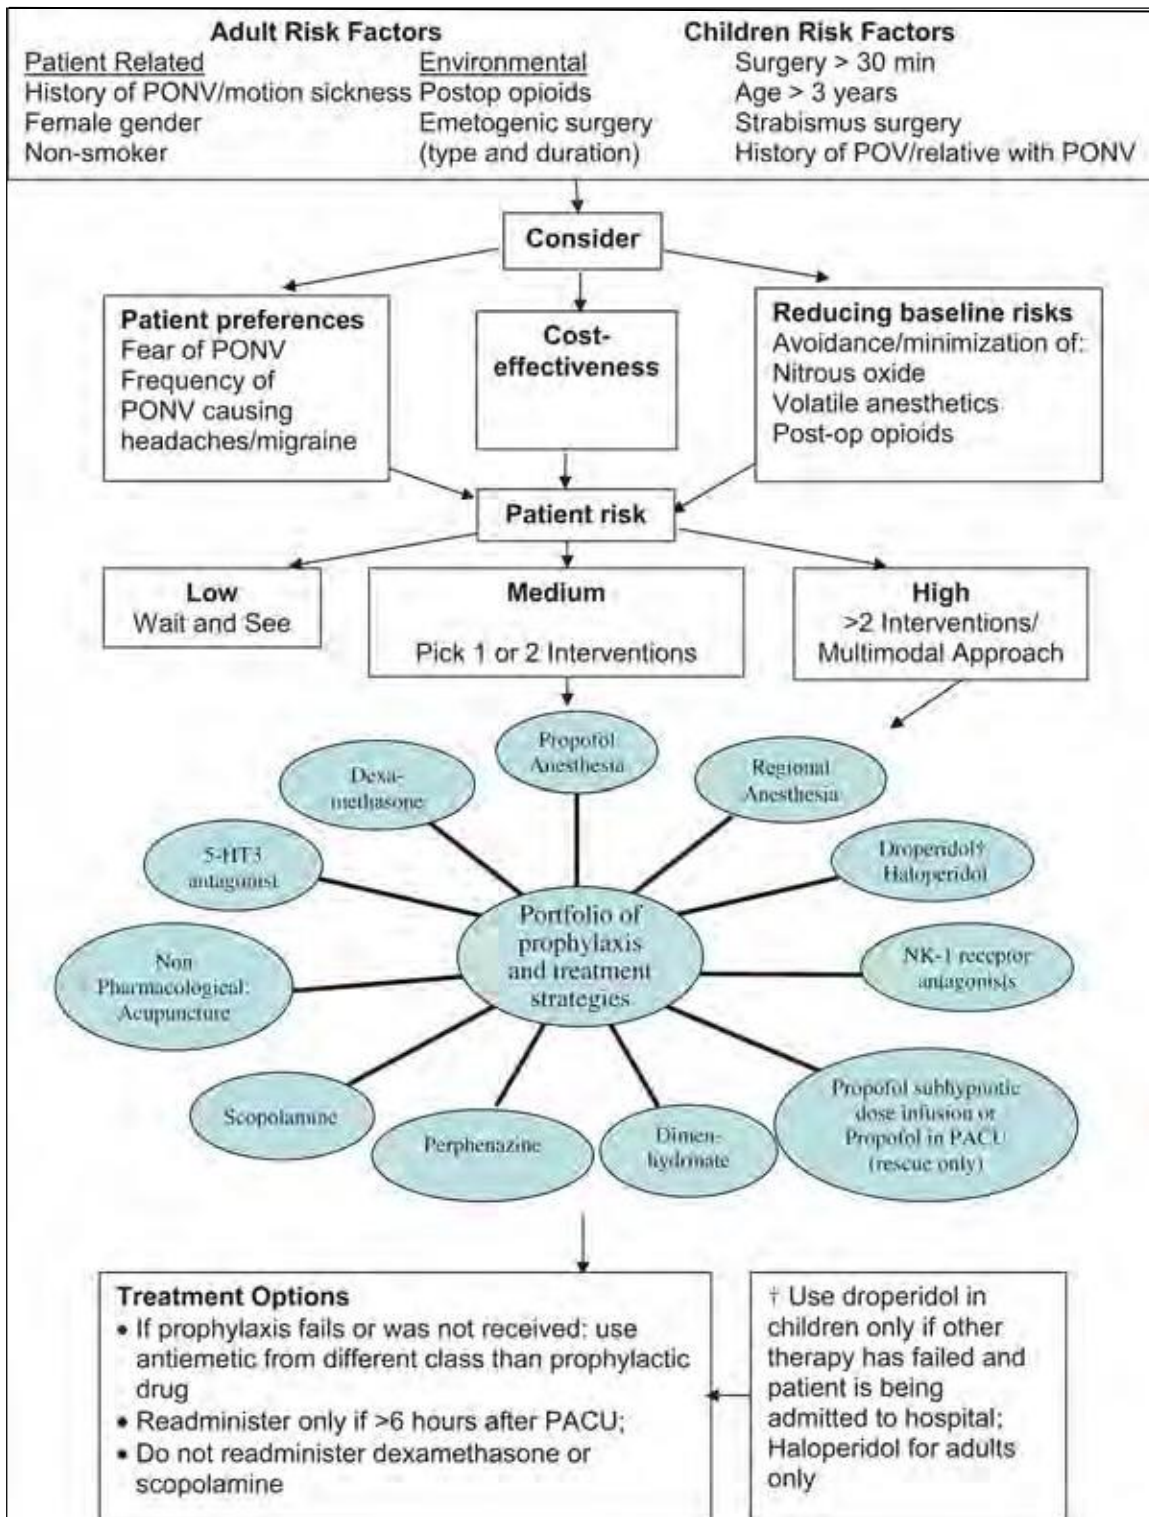 Adult Risk Factors
Patient Related
History of PONV/motion sickness
Female gender
Non-smoker
Environmental
Postop opioids
Emetogenic surgery
(type and duration)
Children Risk Factors
Surgery > 30 min
Age > 3 years
Strabismus surgery
History of POV/relative with PONV
Consider
Patient preferences
Fear of PONV
Frequency of
PONV causing
headaches/migraine
Cost-
effectiveness
Reducing baseline risks
Avoidance/minimization of:
Nitrous oxide
Volatile anesthetics
Post-op opioids
Patient risk
Low
Wait and See
Medium
Pick 1 or 2 Interventions
High
>2 Interventions/
Multimodal Approach
Propofol
Anesthesia
Dexa-
methasone
Regional
Anesthesia
5-HT3
antagonist
Droperidol†
Haloperidol
Portfolio of
prophylaxis
and treatment
strategies
Non
Pharmacological:
Acupuncture
NK-1 receptor
antagonists
Scopolamine
Perphenazine
Dimen-
hydrinate
Propofol subhypnotic
dose infusion or
Propofol in PACU
(rescue only)
Treatment Options
• If prophylaxis fails or was not received: use
antiemetic from different class than prophylactic
drug
• Readminister only if >6 hours after PACU;
• Do not readminister dexamethasone or
scopolamine
† Use droperidol in
children only if other
therapy has failed and
patient is being
admitted to hospital;
Haloperidol for adults
only